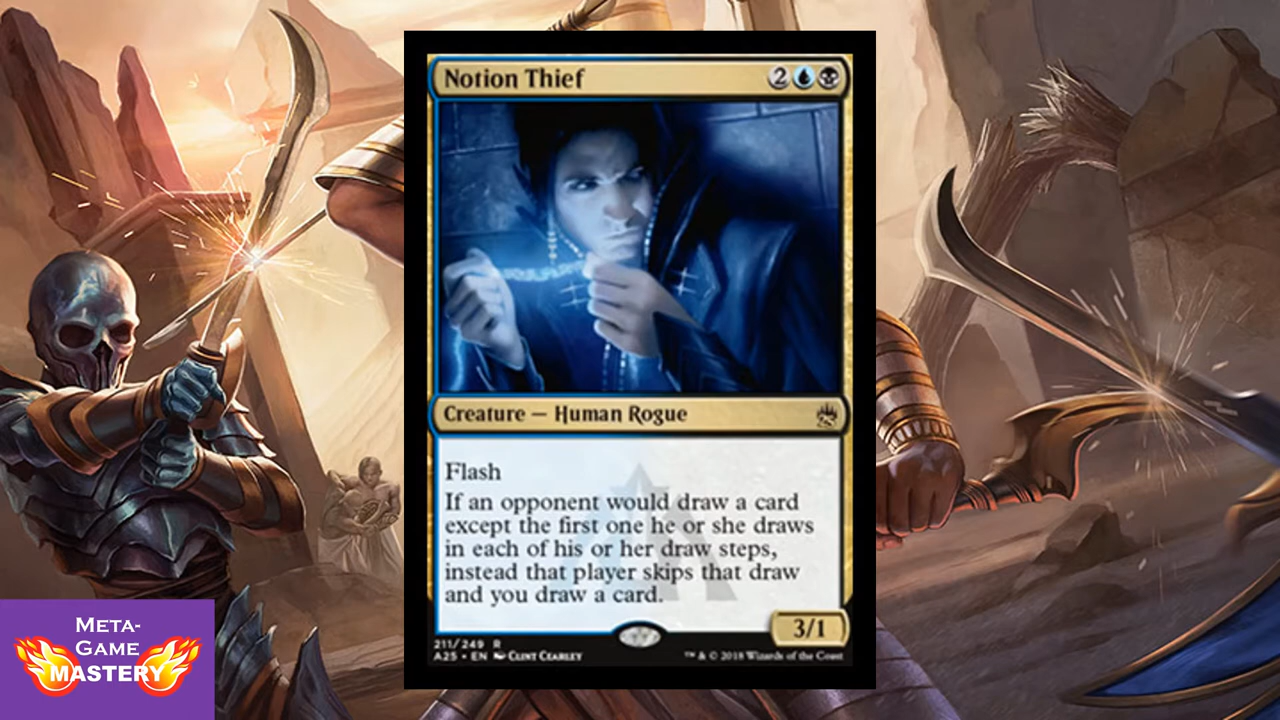 Notion Thief 2
Creature — Human Rogue
Flash
If an opponent would draw a card
except the first one he or she draws
in each of his or her draw steps,
instead that player skips that draw
and you draw a card.
3/1
211/249 R
A25 • EN Clint Cearley
™ & © 2018 Wizards of the Coast
META-
GAME
MASTERY